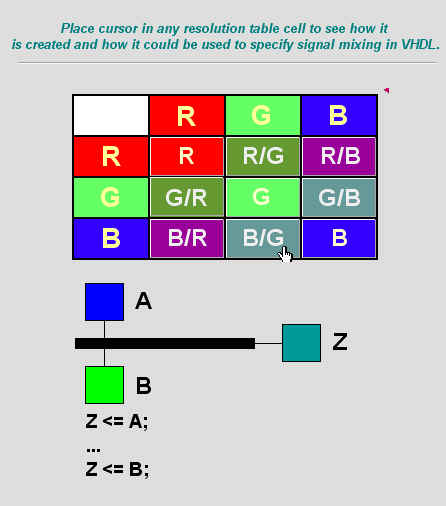 Place cursor in any resolution table cell to see how it
is created and how it could be used to specify signal mixing in VHDL.
R G B
R R R/G R/B
G G/R G G/B
B B/R B/G B
A
Z
B
Z <= A;
...
Z <= B;